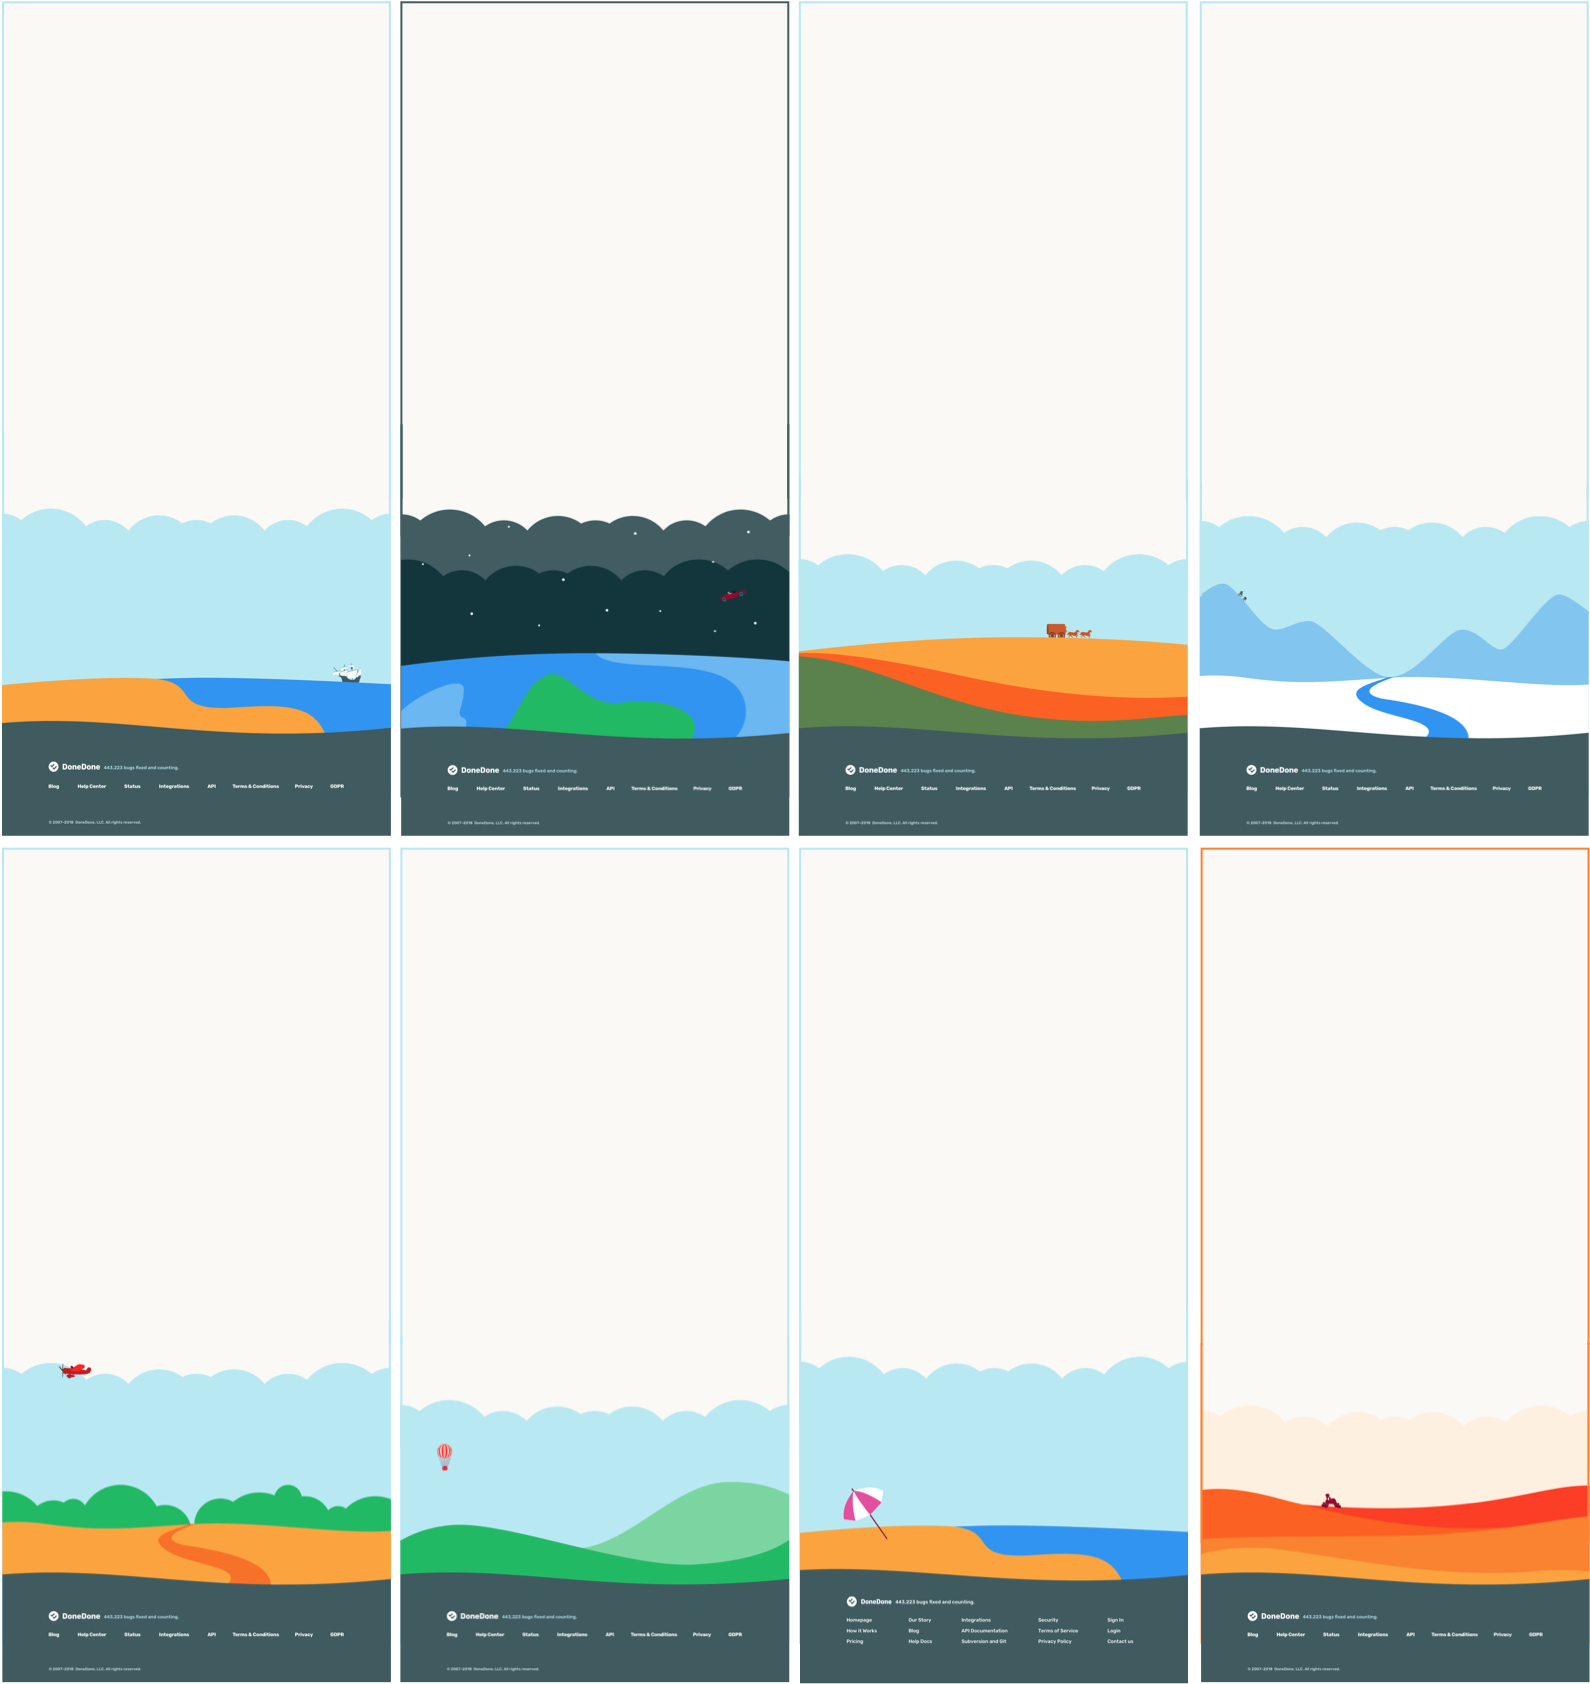 DoneDone 443,223 bugs fixed and counting.
Blog Help Center Status Integrations API Terms & Conditions Privacy GDPR
© 2007-2018 DoneDone, LLC. All rights reserved.
DoneDone 443,223 bugs fixed and counting.
Blog Help Center Status Integrations API Terms & Conditions Privacy GDPR
© 2007-2018 DoneDone, LLC. All rights reserved.
DoneDone 443,223 bugs fixed and counting.
Blog Help Center Status Integrations API Terms & Conditions Privacy GDPR
© 2007-2018 DoneDone, LLC. All rights reserved.
DoneDone 443,223 bugs fixed and counting.
Blog Help Center Status Integrations API Terms & Conditions Privacy GDPR
© 2007-2018 DoneDone, LLC. All rights reserved.
DoneDone 443,223 bugs fixed and counting.
Blog Help Center Status Integrations API Terms & Conditions Privacy GDPR
© 2007-2018 DoneDone, LLC. All rights reserved.
DoneDone 443,223 bugs fixed and counting.
Blog Help Center Status Integrations API Terms & Conditions Privacy GDPR
© 2007-2018 DoneDone, LLC. All rights reserved.
DoneDone 443,223 bugs fixed and counting.
Homepage Our Story Integrations Security Sign In
How it Works Blog API Documentation Terms of Service Login
Pricing Help Docs Subversion and Git Privacy Policy Contact us
DoneDone 443,223 bugs fixed and counting.
Blog Help Center Status Integrations API Terms & Conditions Privacy GDPR
© 2007-2018 DoneDone, LLC. All rights reserved.